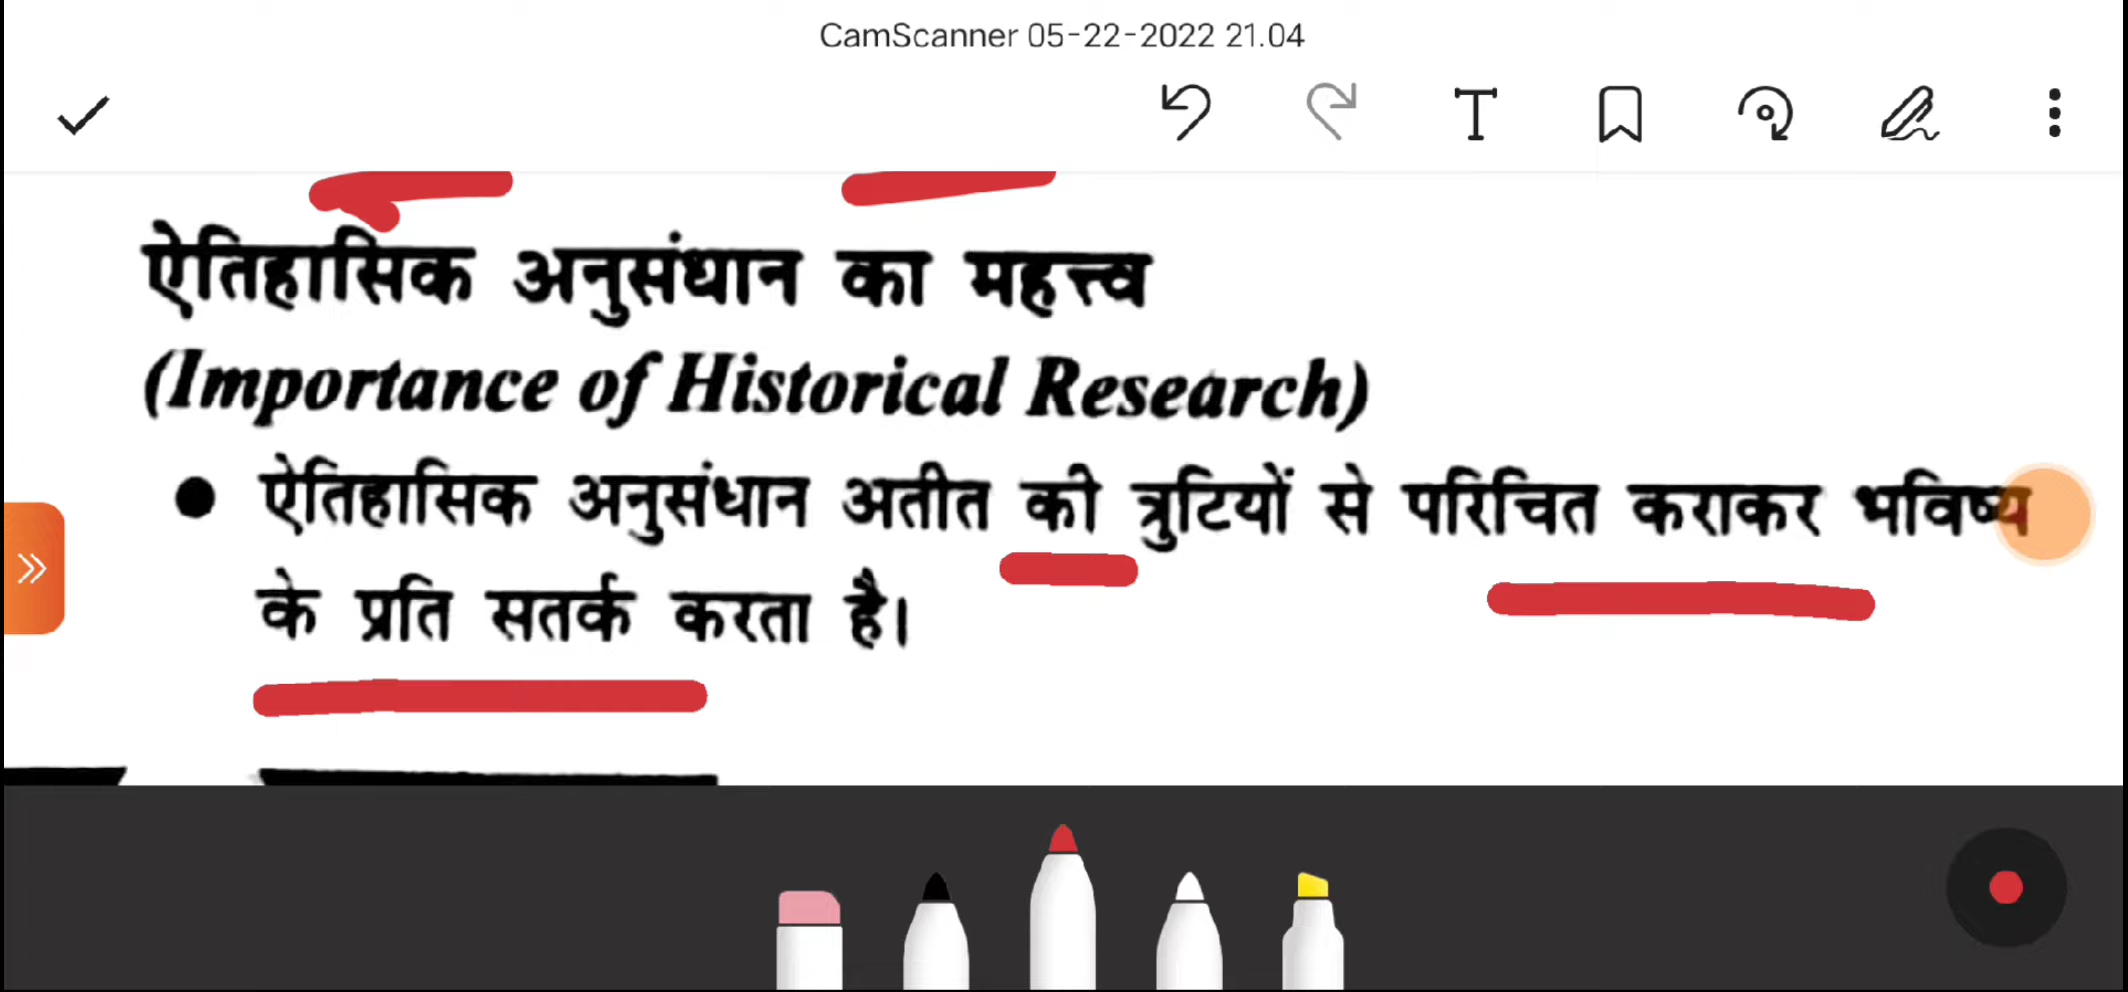 CamScanner 05-22-2022 21.04
T
ऐतिहासिक अनुसंधान का महत्त्व
(Importance of Historical Research)
● ऐतिहासिक अनुसंधान अतीत की त्रुटियों से परिचित कराकर भविष्य
के प्रति सतर्क करता है।